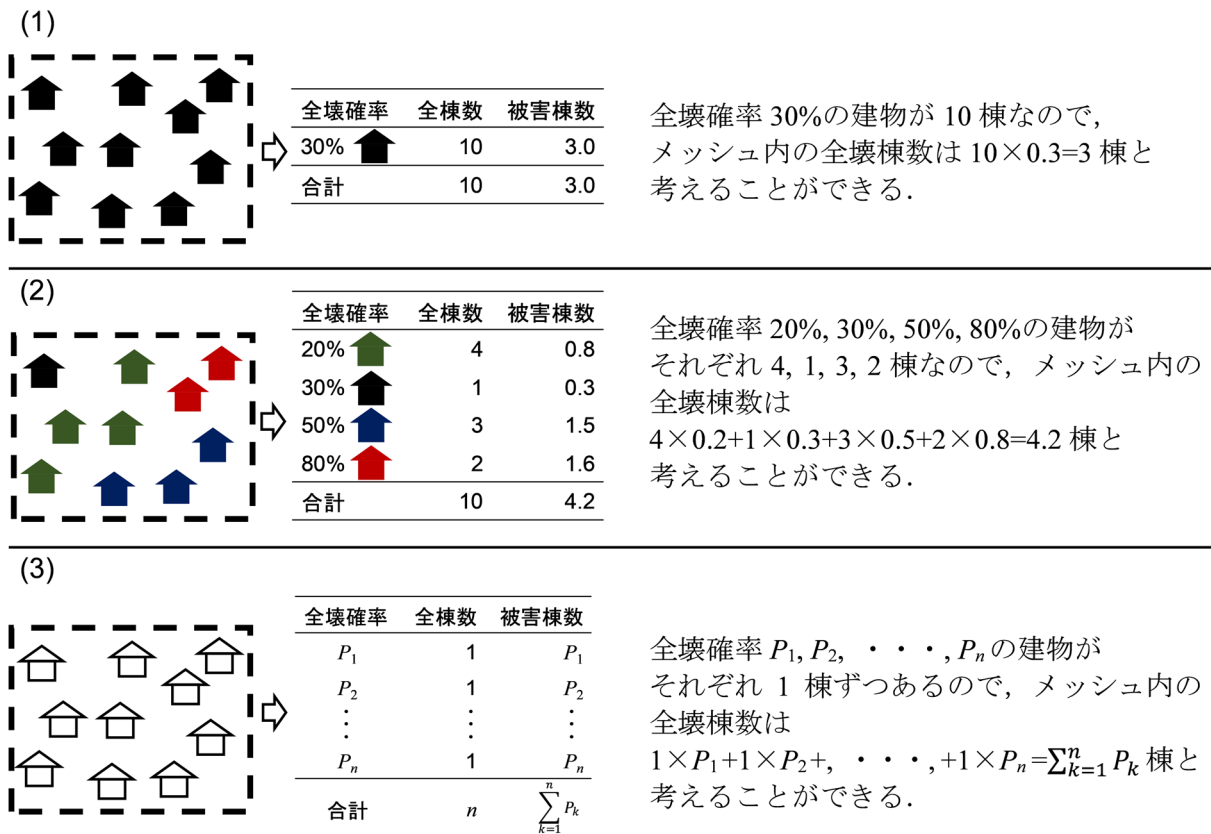 (1)
全壊確率 全棟数 被害棟数
30% 10 3.0
合計 10 3.0
全壊確率 30%の建物が 10 棟なので,
メッシュ内の全壊棟数は 10×0.3=3 棟と
考えることができる.
(2)
全壊確率 全棟数 被害棟数
20% 4 0.8
30% 1 0.3
50% 3 1.5
80% 2 1.6
合計 10 4.2
全壊確率 20%, 30%, 50%, 80%の建物が
それぞれ 4, 1, 3, 2 棟なので, メッシュ内の
全壊棟数は
4×0.2+1×0.3+3×0.5+2×0.8=4.2 棟と
考えることができる.
(3)
全壊確率 全棟数 被害棟数
P₁ 1 P₁
P₂ 1 P₂
⋮ ⋮ ⋮
Pₙ 1 Pₙ
合計 n ∑ₖ₌₁ⁿ Pₖ
全壊確率 P₁, P₂, ・・・, Pₙ の建物が
それぞれ 1 棟ずつあるので, メッシュ内の
全壊棟数は
1×P₁+1×P₂+, ・・・, +1×Pₙ=∑ₖ₌₁ⁿ Pₖ 棟と
考えることができる.